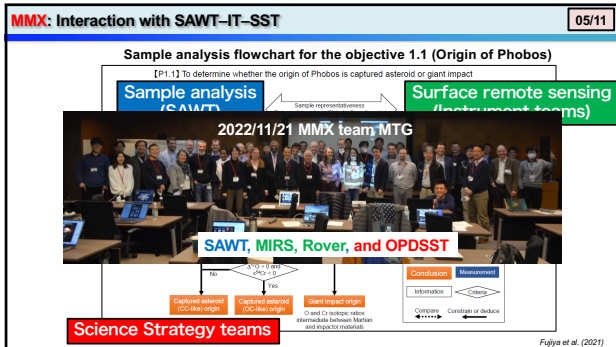 MMX: Interaction with SAWT–IT–SST
05/11
Sample analysis flowchart for the objective 1.1 (Origin of Phobos)
【P1.1】To determine whether the origin of Phobos is captured asteroid or giant impact
Sample analysis
(SAWT)
Sample representativeness
Surface remote sensing
(Instrument teams)
2022/11/21 MMX team MTG
SAWT, MIRS, Rover, and OPDSST
Δ¹⁷O > 0 and
ε⁵⁴Cr < 0
No
Yes
Captured asteroid
(CC-like) origin
Captured asteroid
(OC-like) origin
Giant impact origin
O and Cr isotopic ratios
intermediate between Martian
and impactor materials
Conclusion
Measurement
Information
Criteria
Compare
Constrain or deduce
Science Strategy teams
Fujiya et al. (2021)